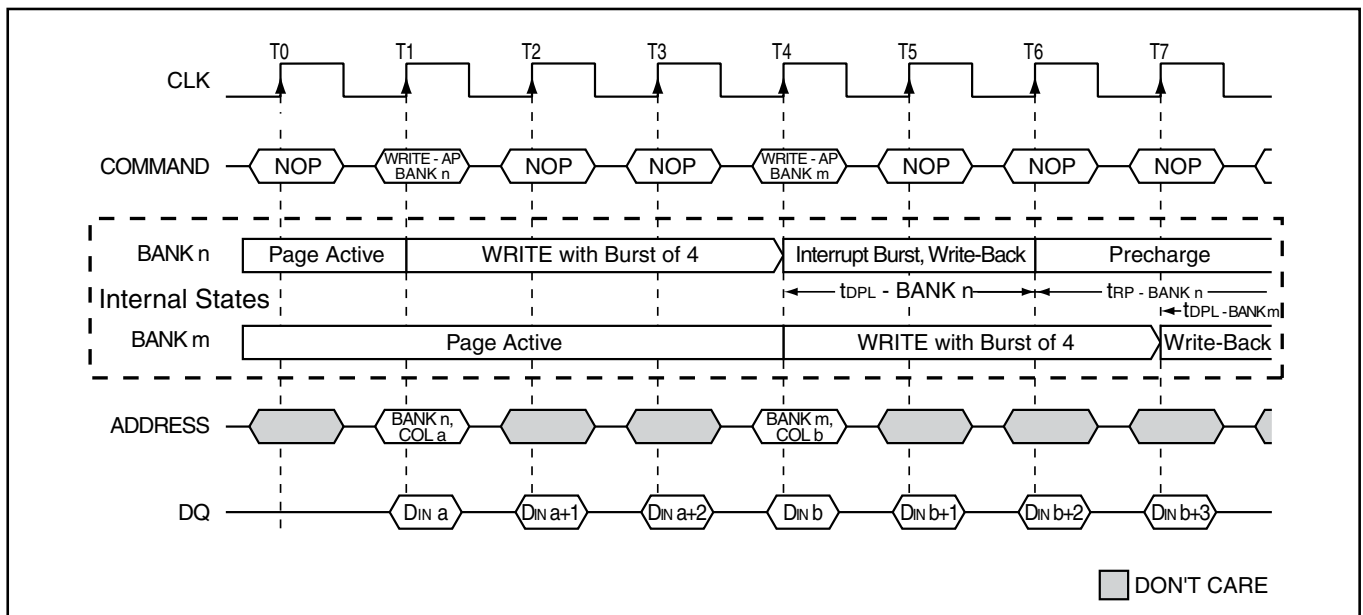 T0 T1 T2 T3 T4 T5 T6 T7
CLK
COMMAND NOP WRITE - AP BANK n NOP NOP WRITE - AP BANK m NOP NOP NOP
BANK n Page Active WRITE with Burst of 4 Interrupt Burst, Write-Back Precharge
Internal States tDPL - BANK n tRP - BANK n
tDPL - BANK m
BANK m Page Active WRITE with Burst of 4 Write-Back
ADDRESS BANK n, COL a BANK m, COL b
DQ DIN a DIN a+1 DIN a+2 DIN b DIN b+1 DIN b+2 DIN b+3
DON'T CARE